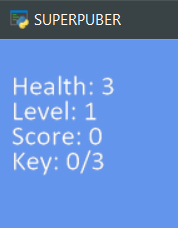 SUPERPUBER
Health: 3
Level: 1
Score: 0
Key: 0/3